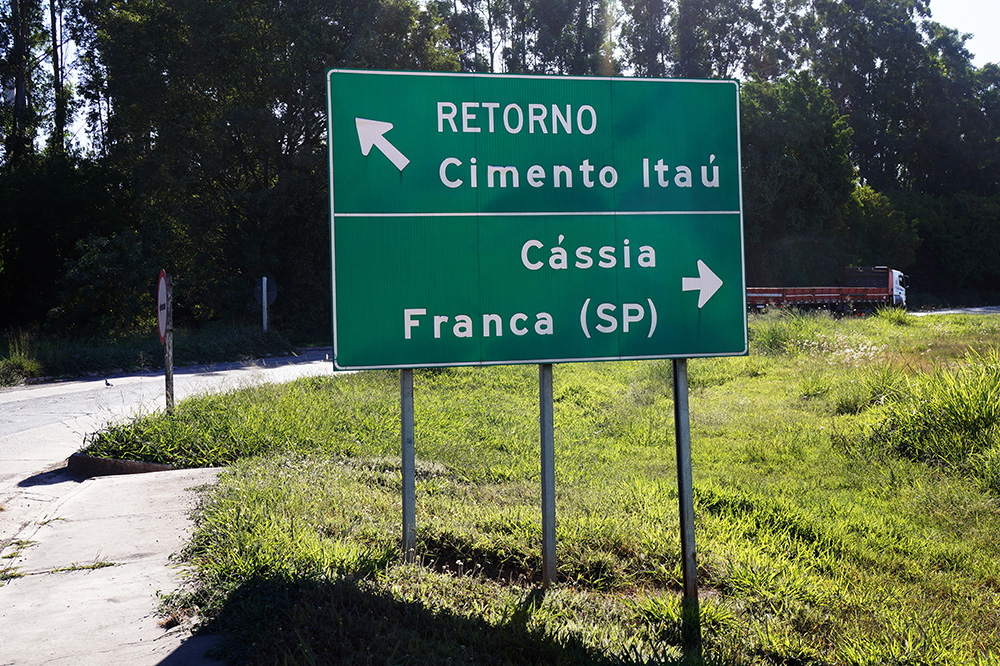 RETORNO
Cimento Itaú
Cássia
Franca (SP)